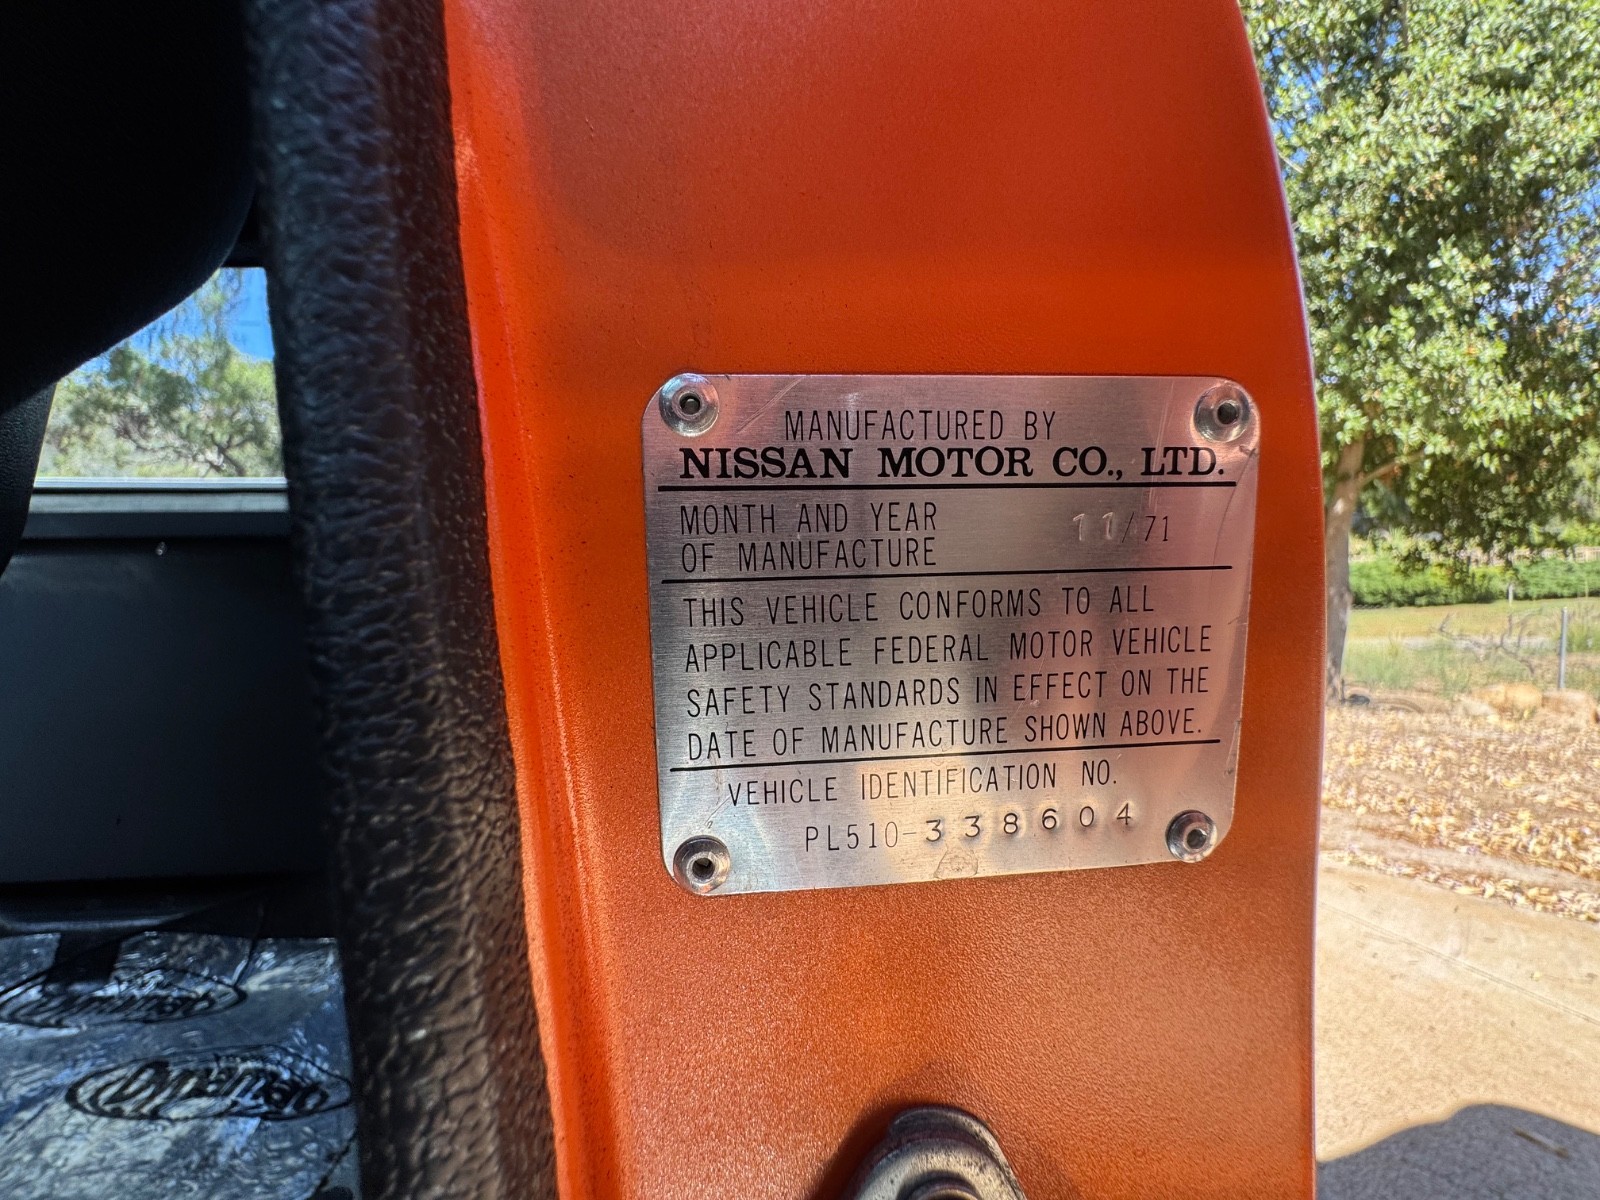 MANUFACTURED BY
NISSAN MOTOR CO., LTD.
MONTH AND YEAR
OF MANUFACTURE
11/71
THIS VEHICLE CONFORMS TO ALL
APPLICABLE FEDERAL MOTOR VEHICLE
SAFETY STANDARDS IN EFFECT ON THE
DATE OF MANUFACTURE SHOWN ABOVE.
VEHICLE IDENTIFICATION NO.
PL510-338604